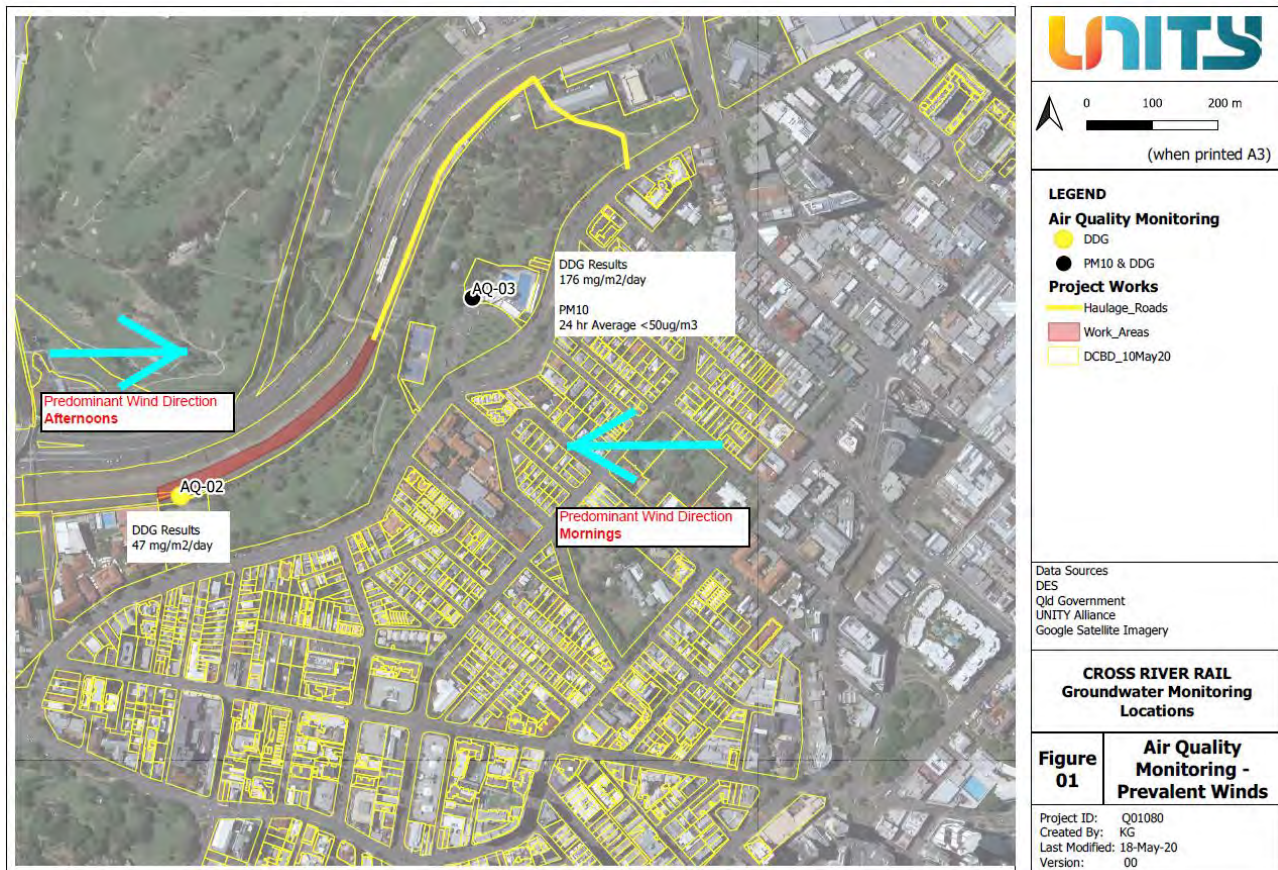 AQ-03
DDG Results
176 mg/m2/day
PM10
24 hr Average <50ug/m3
Predominant Wind Direction
Afternoons
AQ-02
DDG Results
47 mg/m2/day
Predominant Wind Direction
Mornings
UNITY
0 100 200 m
(when printed A3)
LEGEND
Air Quality Monitoring
DDG
PM10 & DDG
Project Works
Haulage_Roads
Work_Areas
DCBD_10May20
Data Sources
DES
Qld Government
UNITY Alliance
Google Satellite Imagery
CROSS RIVER RAIL
Groundwater Monitoring
Locations
Figure
01
Air Quality
Monitoring -
Prevalent Winds
Project ID: Q01080
Created By: KG
Last Modified: 18-May-20
Version: 00